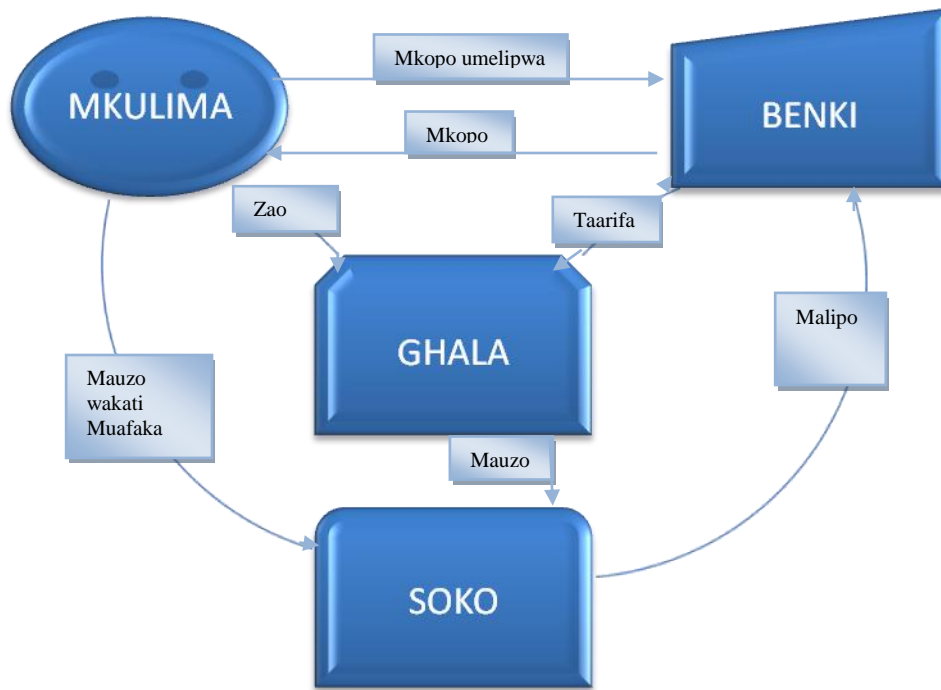 Mkopo umelipwa
MKULIMA
BENKI
Mkopo
Zao
Taarifa
GHALA
Malipo
Mauzo
wakati
Muafaka
Mauzo
SOKO